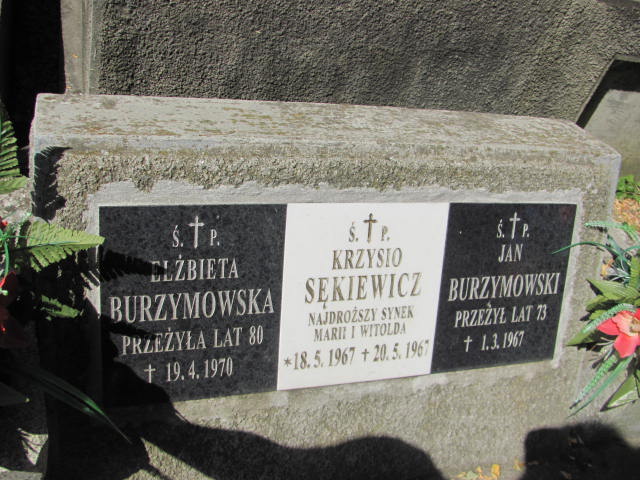 Ś. † P.
ELŻBIETA
BURZYMOWSKA
PRZEŻYŁA LAT 80
† 19.4.1970
Ś. † P.
KRZYSIO
SĘKIEWICZ
NAJDROŻSZY SYNEK
MARII I WITOLDA
*18.5.1967 † 20.5.1967
Ś. † P.
JAN
BURZYMOWSKI
PRZEŻYŁ LAT 73
† 1.3.1967